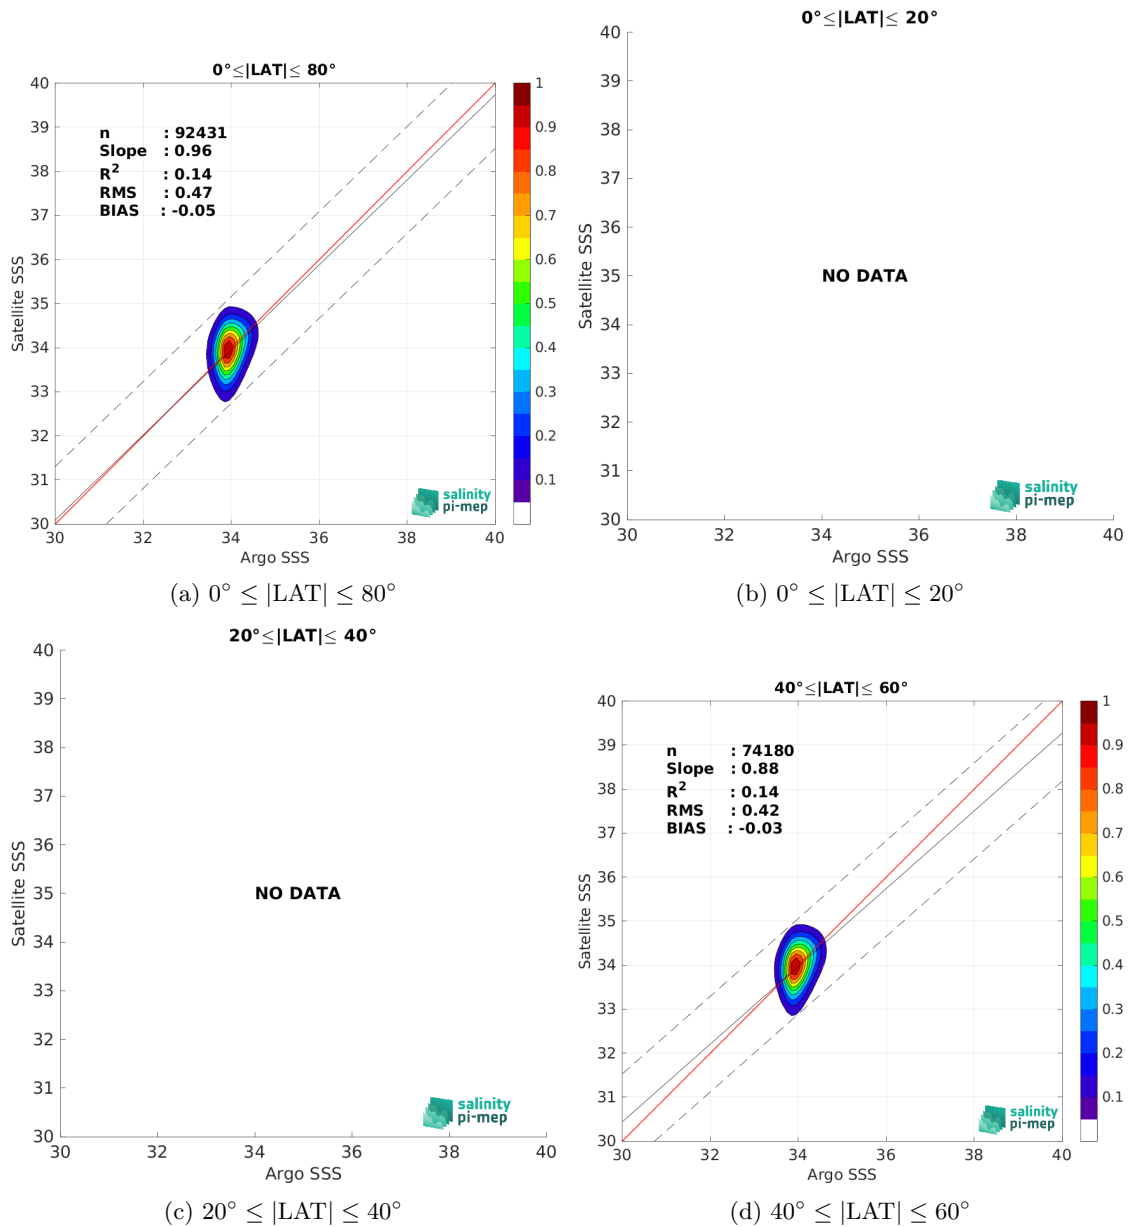 0°≤|LAT|≤ 80°
40
39
38
37
36
35
34
33
32
31
30
Satellite SSS
n : 92431
Slope : 0.96
R² : 0.14
RMS : 0.47
BIAS : -0.05
salinity
pi-mep
30 32 34 36 38 40
Argo SSS
1
0.9
0.8
0.7
0.6
0.5
0.4
0.3
0.2
0.1
(a) 0° ≤ |LAT| ≤ 80°
0°≤|LAT|≤ 20°
40
39
38
37
36
35
34
33
32
31
30
Satellite SSS
NO DATA
salinity
pi-mep
30 32 34 36 38 40
Argo SSS
(b) 0° ≤ |LAT| ≤ 20°
20°≤|LAT|≤ 40°
40
39
38
37
36
35
34
33
32
31
30
Satellite SSS
NO DATA
salinity
pi-mep
30 32 34 36 38 40
Argo SSS
(c) 20° ≤ |LAT| ≤ 40°
40°≤|LAT|≤ 60°
40
39
38
37
36
35
34
33
32
31
30
Satellite SSS
n : 74180
Slope : 0.88
R² : 0.14
RMS : 0.42
BIAS : -0.03
salinity
pi-mep
30 32 34 36 38 40
Argo SSS
1
0.9
0.8
0.7
0.6
0.5
0.4
0.3
0.2
0.1
(d) 40° ≤ |LAT| ≤ 60°